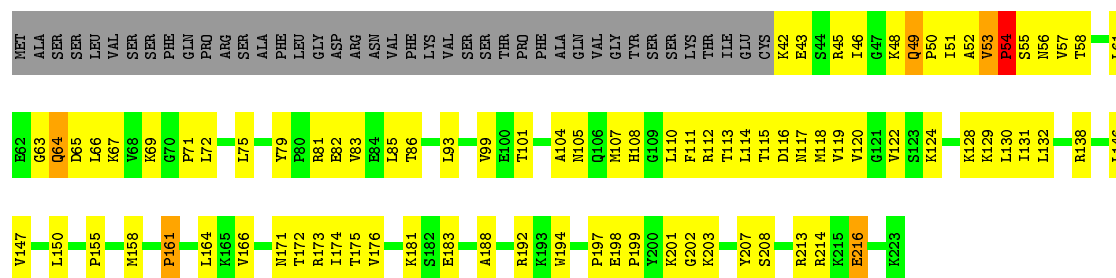 MET ALA SER SER LEU VAL SER SER PHE GLN PRO ARG SER ALA PHE LEU GLY ASP ARG ASN VAL PHE LYS VAL SER SER THR PRO PHE ALA GLN VAL GLY TYR SER SER LYS THR ILE GLU CYS K42 E43 S44 R45 I46 G47 K48 Q49 P50 I51 A52 V53 P54 S55 N56 V57 T58
E62 G63 Q64 D65 L66 K67 V68 K69 G70 P71 L72 L75 Y79 P80 R81 E82 V83 E84 L85 T86 L93 V99 E100 T101 A104 N105 Q106 M107 H108 G109 L110 F111 R112 T113 L114 T115 D116 N117 M118 V119 V120 G121 V122 S123 K124 K128 K129 L130 I131 L132 R138
V147 L150 P155 M158 P161 L164 K165 V166 N171 T172 R173 I174 T175 V176 K181 S182 E183 A188 R192 K193 W194 P197 E198 P199 Y200 K201 G202 K203 Y207 S208 R213 R214 K215 E216 K223